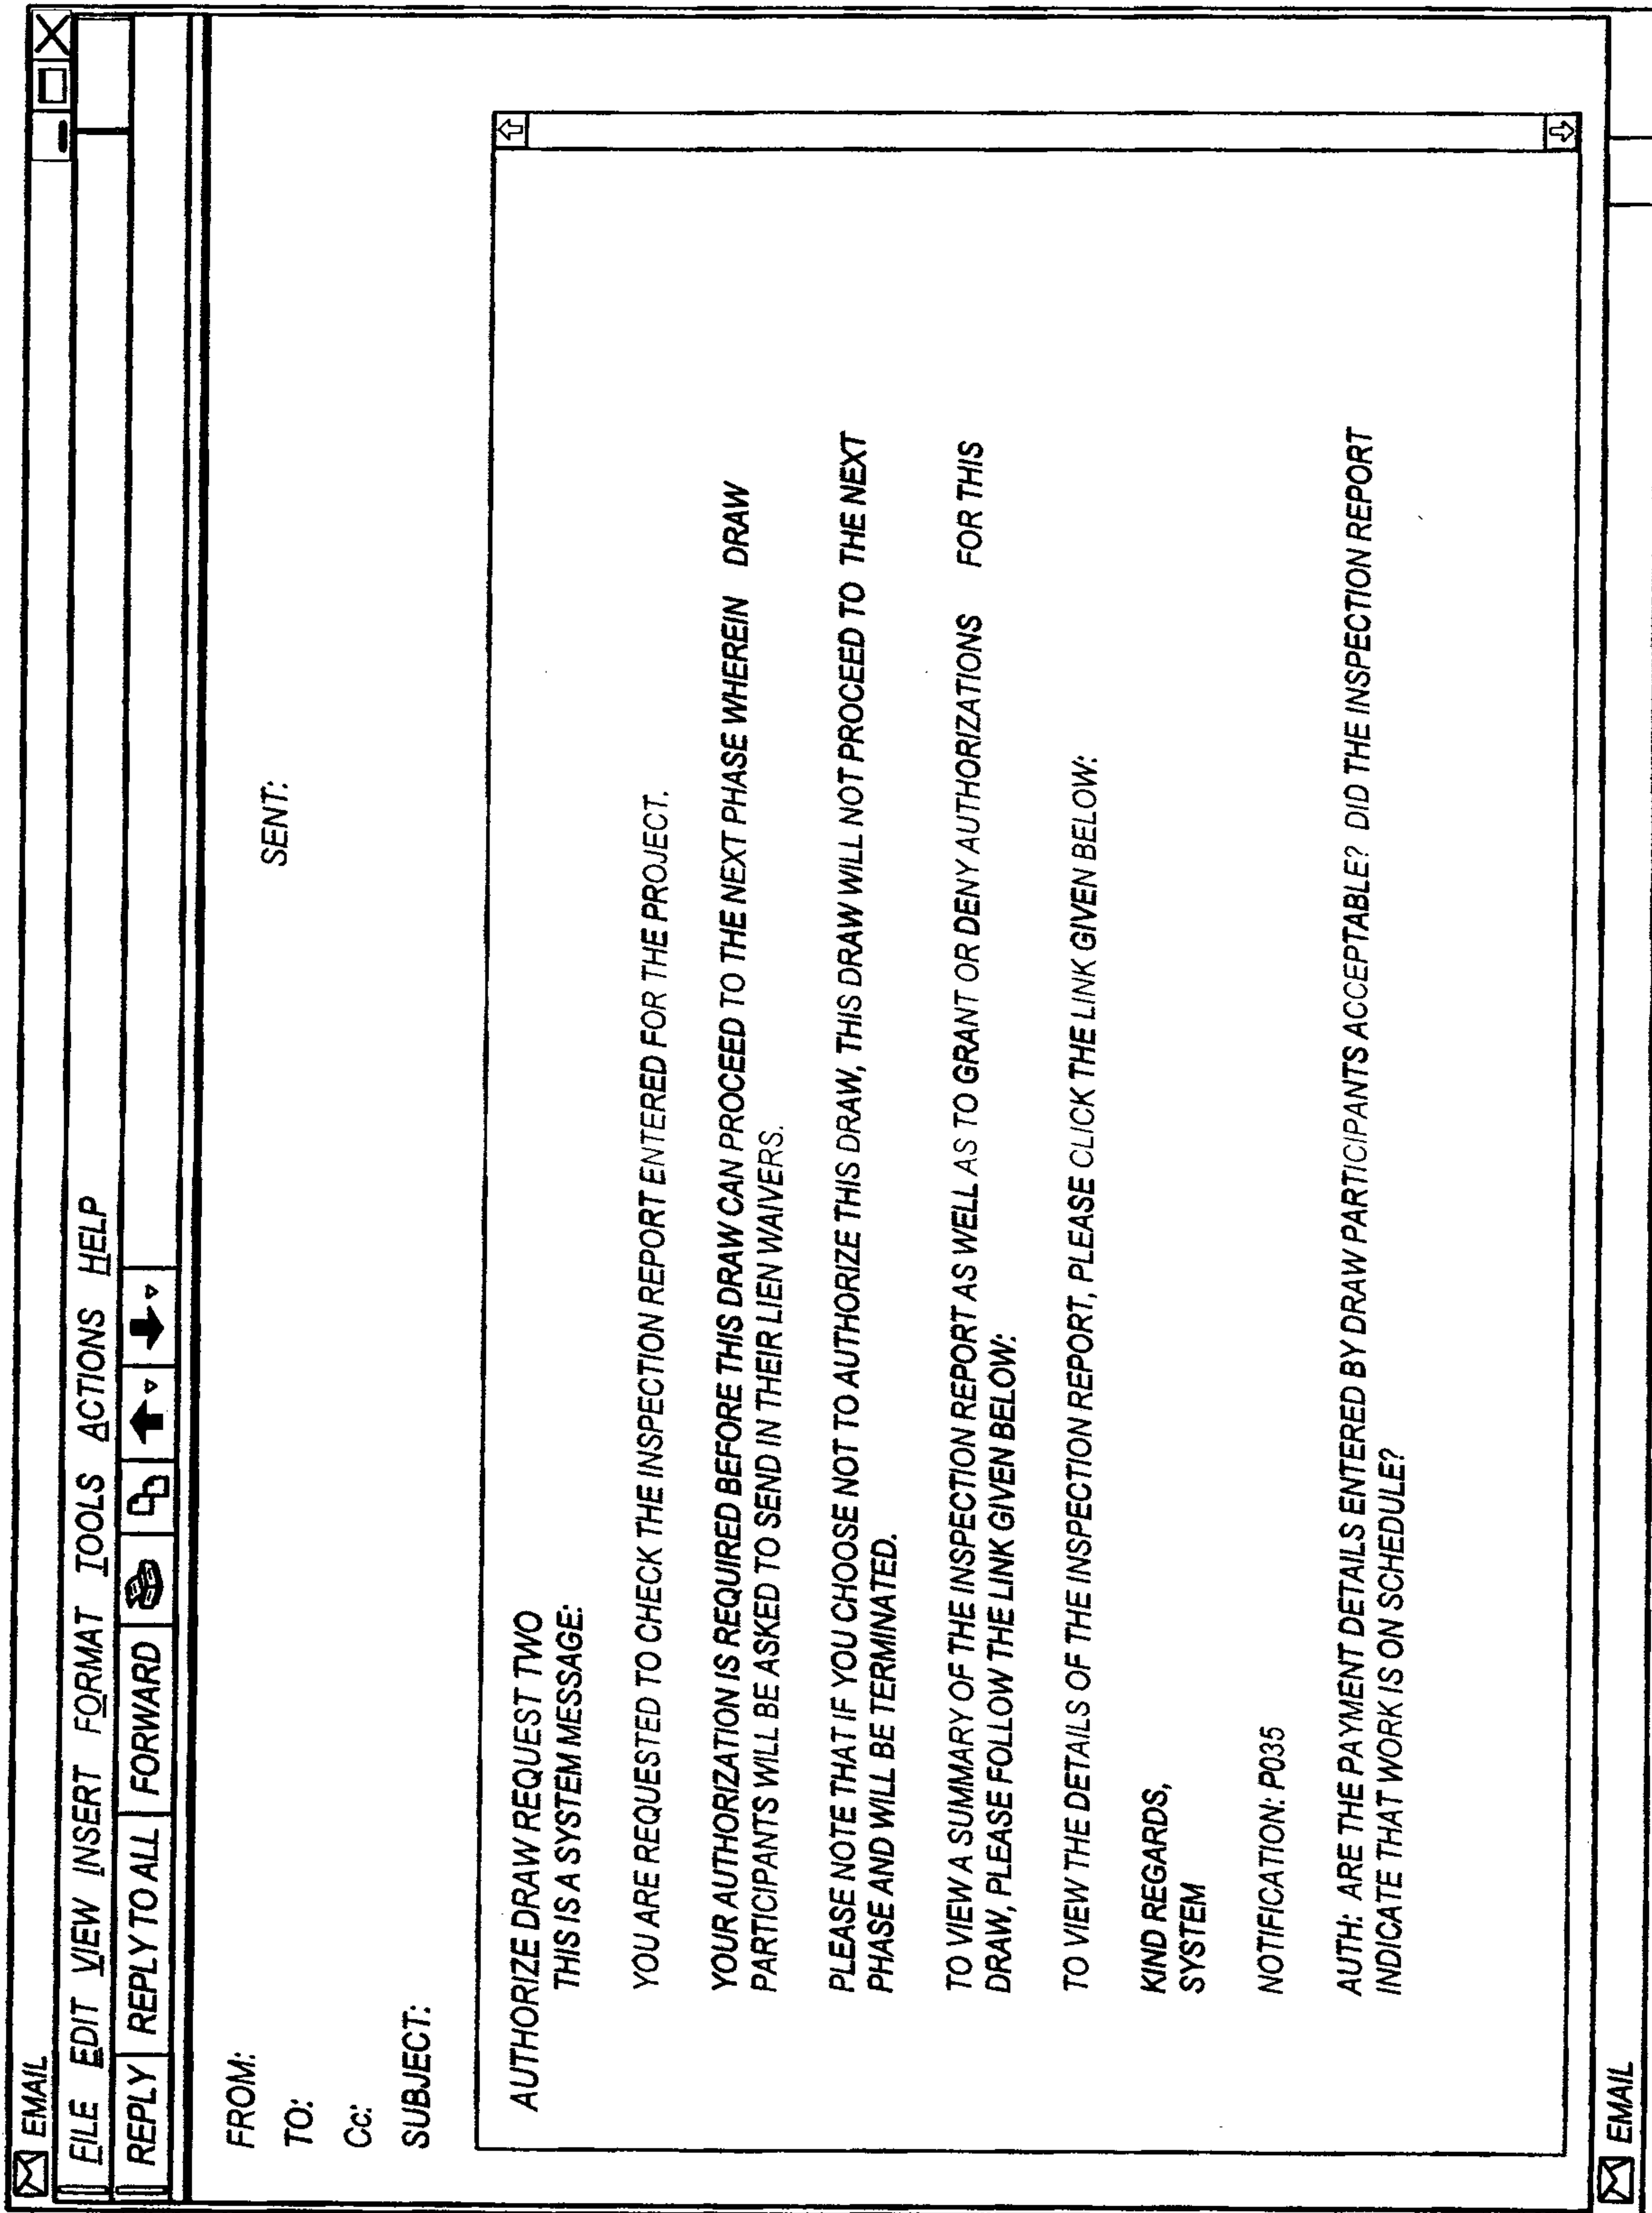 EMAIL
FILE EDIT VIEW INSERT FORMAT TOOLS ACTIONS HELP
REPLY REPLY TO ALL FORWARD
FROM:
SENT:
TO:
Cc:
SUBJECT:
AUTHORIZE DRAW REQUEST TWO
THIS IS A SYSTEM MESSAGE:
YOU ARE REQUESTED TO CHECK THE INSPECTION REPORT ENTERED FOR THE PROJECT.
YOUR AUTHORIZATION IS REQUIRED BEFORE THIS DRAW CAN PROCEED TO THE NEXT PHASE WHEREIN DRAW
PARTICIPANTS WILL BE ASKED TO SEND IN THEIR LIEN WAIVERS.
PLEASE NOTE THAT IF YOU CHOOSE NOT TO AUTHORIZE THIS DRAW, THIS DRAW WILL NOT PROCEED TO THE NEXT
PHASE AND WILL BE TERMINATED.
TO VIEW A SUMMARY OF THE INSPECTION REPORT AS WELL AS TO GRANT OR DENY AUTHORIZATIONS FOR THIS
DRAW, PLEASE FOLLOW THE LINK GIVEN BELOW:
TO VIEW THE DETAILS OF THE INSPECTION REPORT, PLEASE CLICK THE LINK GIVEN BELOW:
KIND REGARDS,
SYSTEM
NOTIFICATION: P035
AUTH: ARE THE PAYMENT DETAILS ENTERED BY DRAW PARTICIPANTS ACCEPTABLE? DID THE INSPECTION REPORT
INDICATE THAT WORK IS ON SCHEDULE?
EMAIL